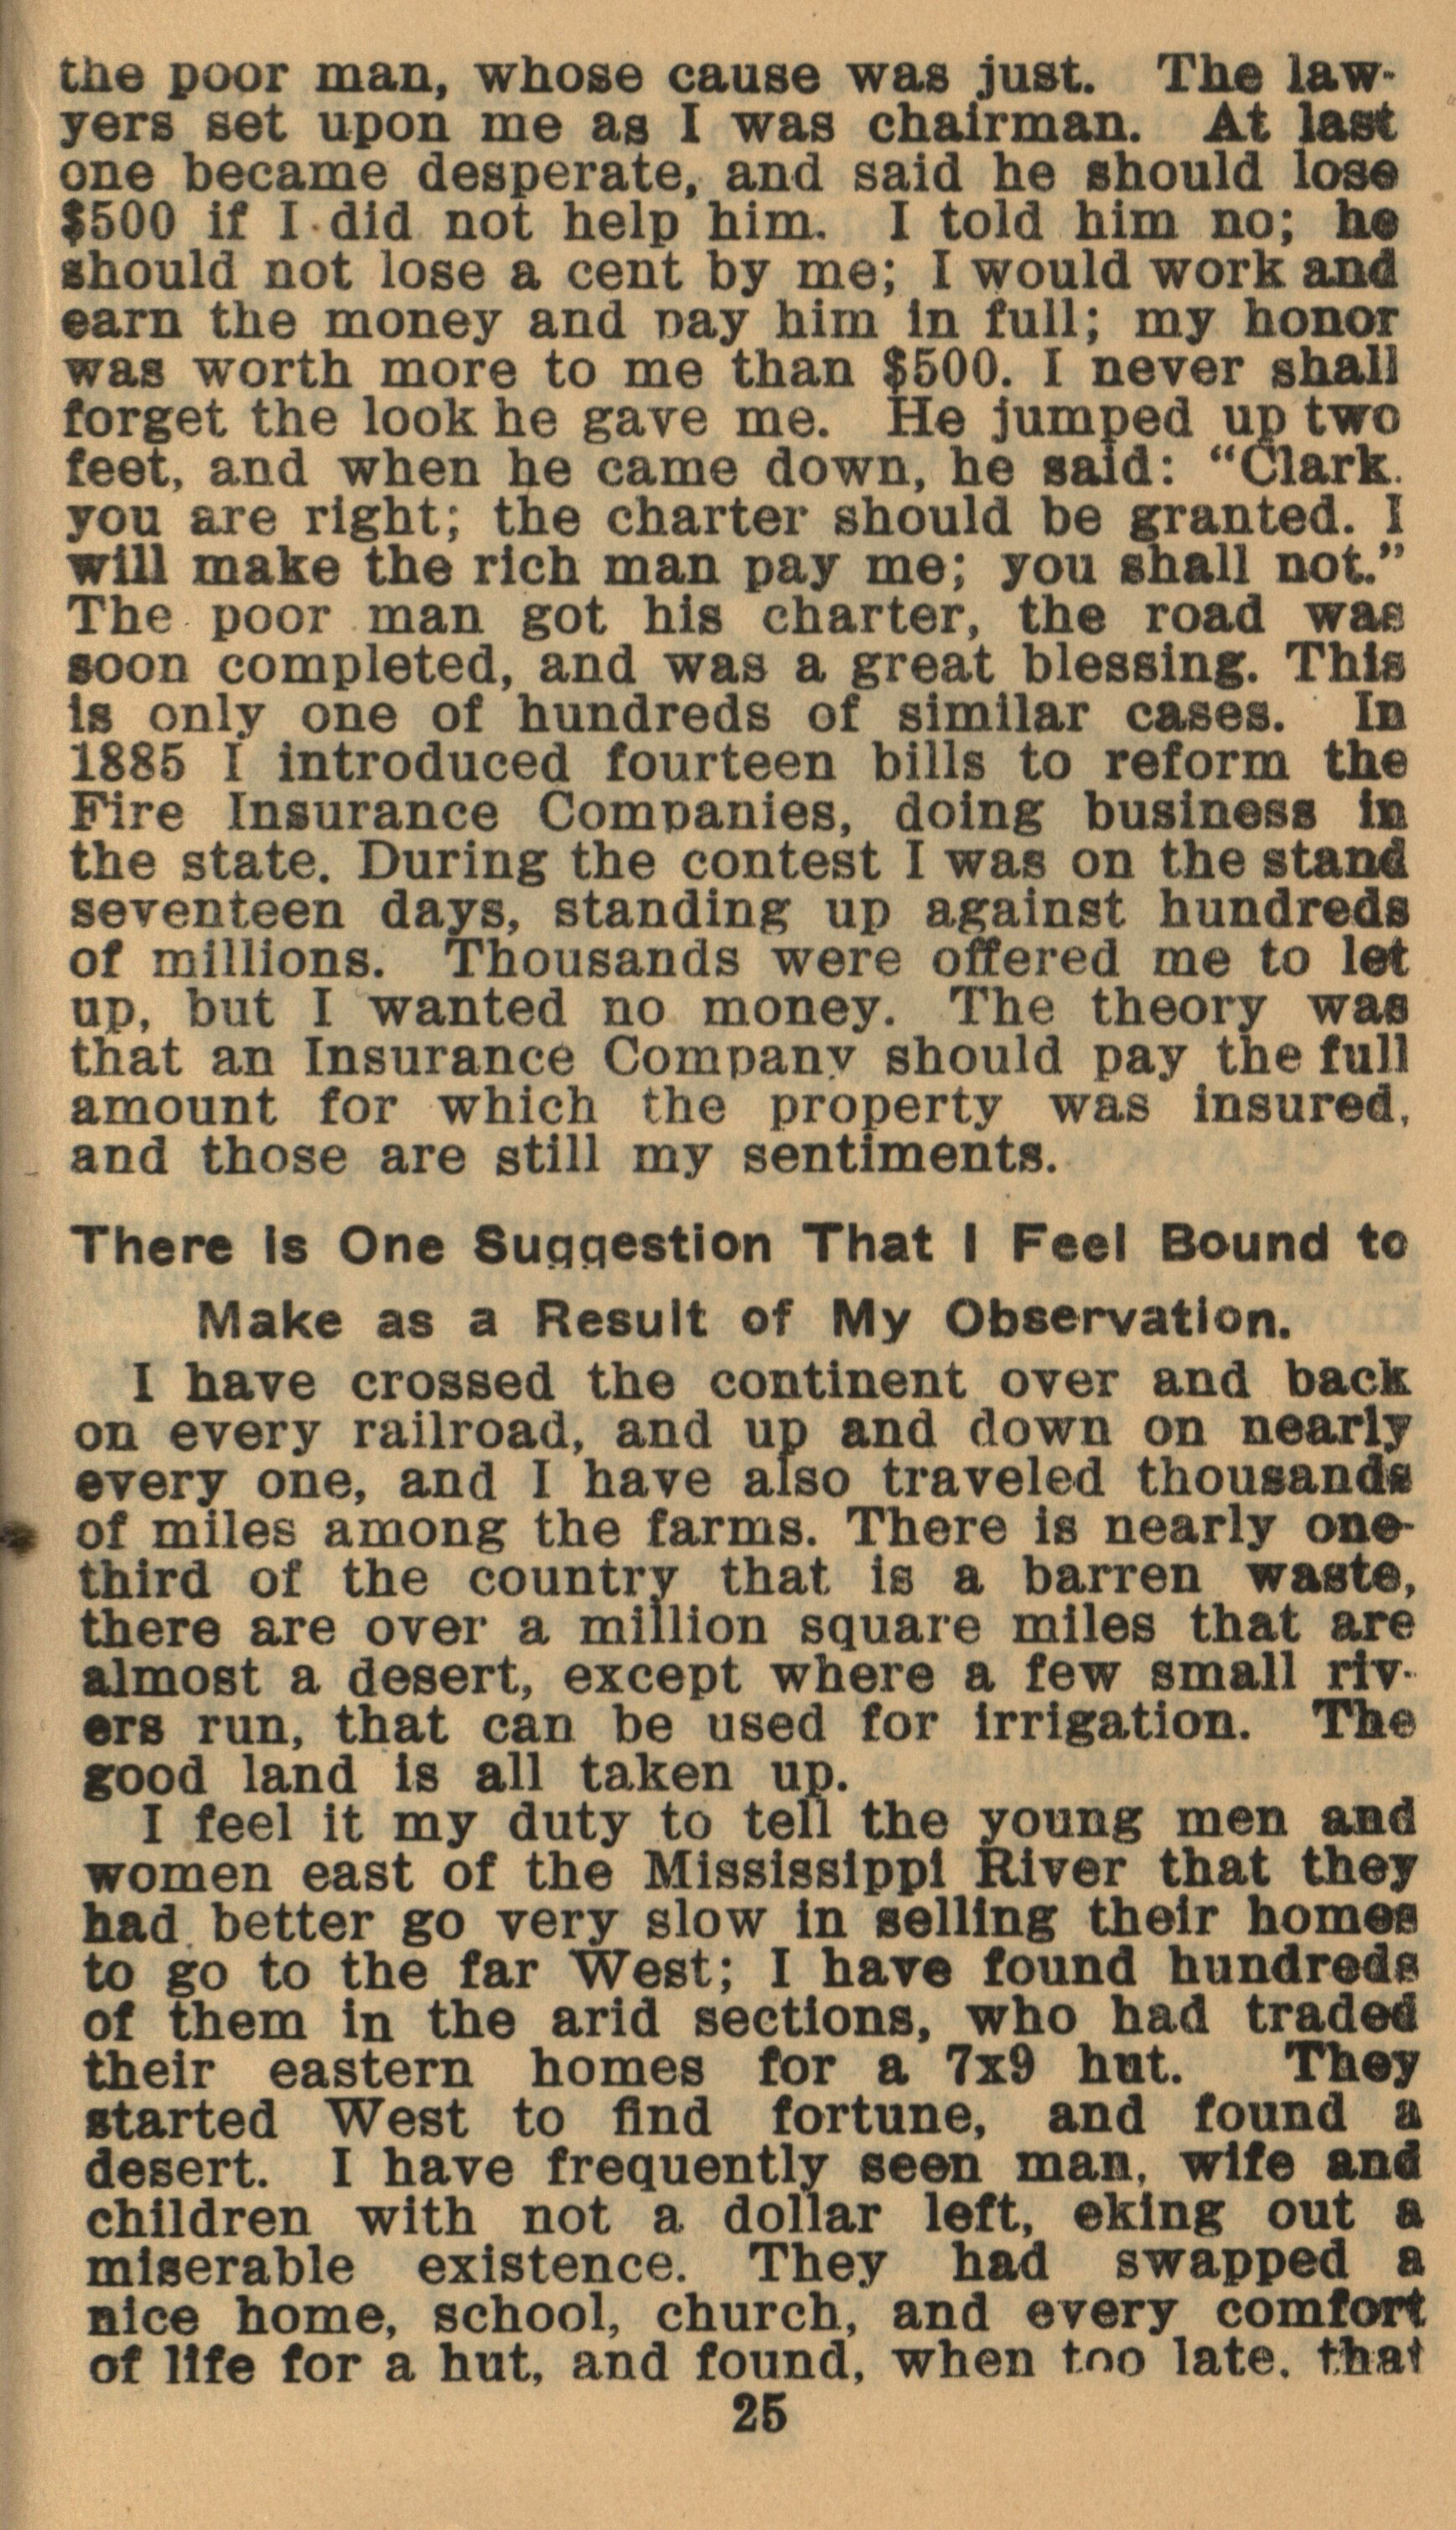 the poor man, whose cause was just. The law-
yers set upon me as I was chairman. At last
one became desperate, and said he should lose
$500 if I did not help him. I told him no; he
should not lose a cent by me; I would work and
earn the money and pay him in full; my honor
was worth more to me than $500. I never shall
forget the look he gave me. He jumped up two
feet, and when he came down, he said: “Clark.
you are right; the charter should be granted. I
will make the rich man pay me; you shall not.”
The poor man got his charter, the road was
soon completed, and was a great blessing. This
is only one of hundreds of similar cases. In
1885 I introduced fourteen bills to reform the
Fire Insurance Companies, doing business in
the state. During the contest I was on the stand
seventeen days, standing up against hundreds
of millions. Thousands were offered me to let
up, but I wanted no money. The theory was
that an Insurance Company should pay the full
amount for which the property was insured,
and those are still my sentiments.
There is One Suggestion That I Feel Bound to
Make as a Result of My Observation.
I have crossed the continent over and back
on every railroad, and up and down on nearly
every one, and I have also traveled thousands
of miles among the farms. There is nearly one-
third of the country that is a barren waste,
there are over a million square miles that are
almost a desert, except where a few small riv-
ers run, that can be used for irrigation. The
good land is all taken up.
I feel it my duty to tell the young men and
women east of the Mississippi River that they
had better go very slow in selling their homes
to go to the far West; I have found hundreds
of them in the arid sections, who had traded
their eastern homes for a 7x9 hut. They
started West to find fortune, and found a
desert. I have frequently seen man, wife and
children with not a dollar left, eking out a
miserable existence. They had swapped a
nice home, school, church, and every comfort
of life for a hut, and found, when too late, that
25